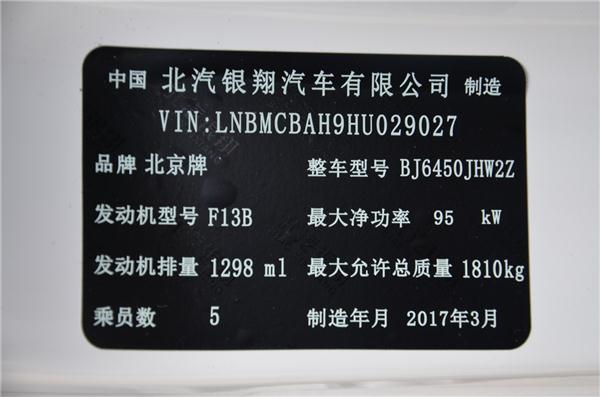 中国 北汽银翔汽车有限公司 制造
VIN:LNBMCBAH9HU029027
品牌 北京牌 整车型号 BJ6450JHW2Z
发动机型号 F13B 最大净功率 95 kW
发动机排量 1298 ml 最大允许总质量 1810kg
乘员数 5 制造年月 2017年3月